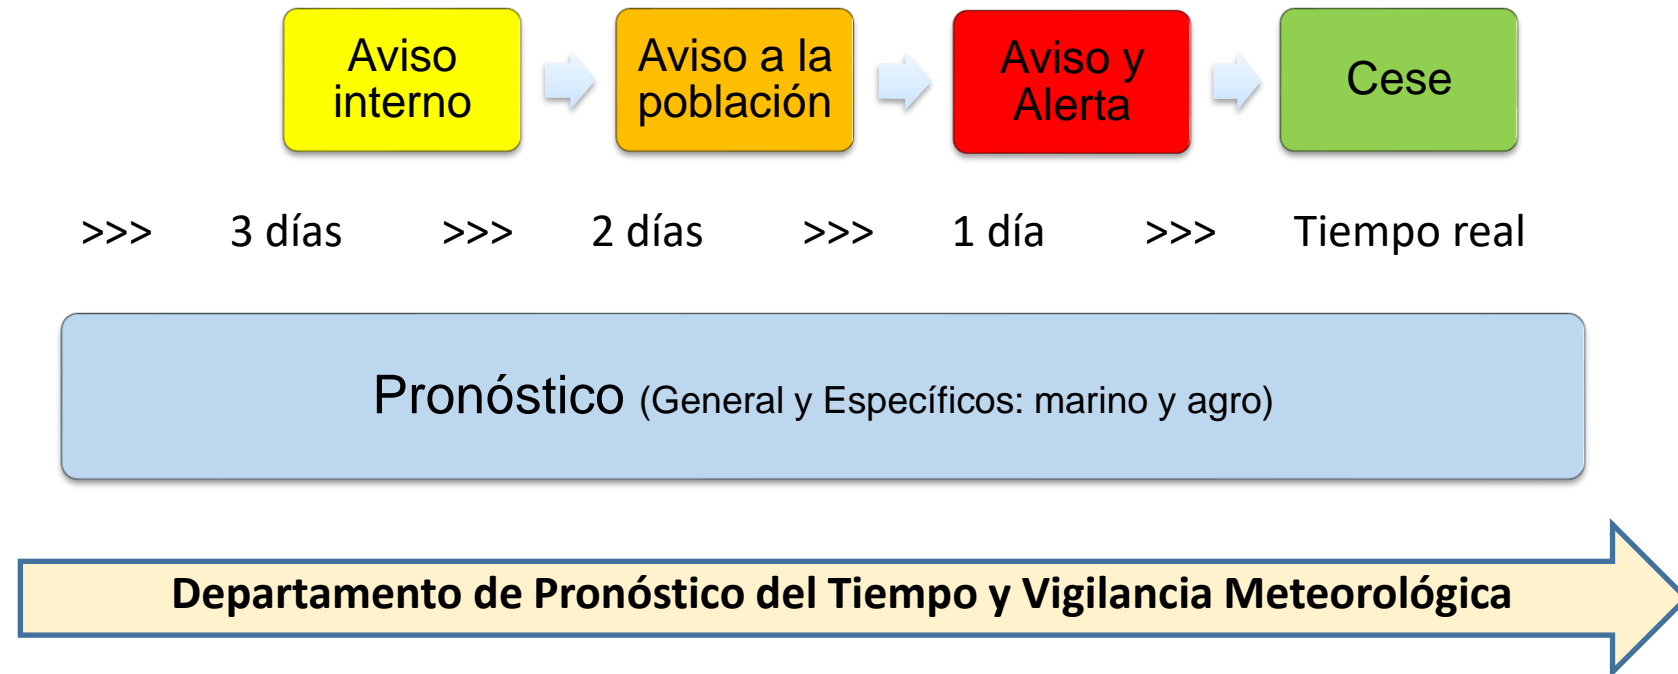 Aviso
interno
Aviso a la
población
Aviso y
Alerta
Cese
>>> 3 días >>> 2 días >>> 1 día >>> Tiempo real
Pronóstico (General y Específicos: marino y agro)
Departamento de Pronóstico del Tiempo y Vigilancia Meteorológica